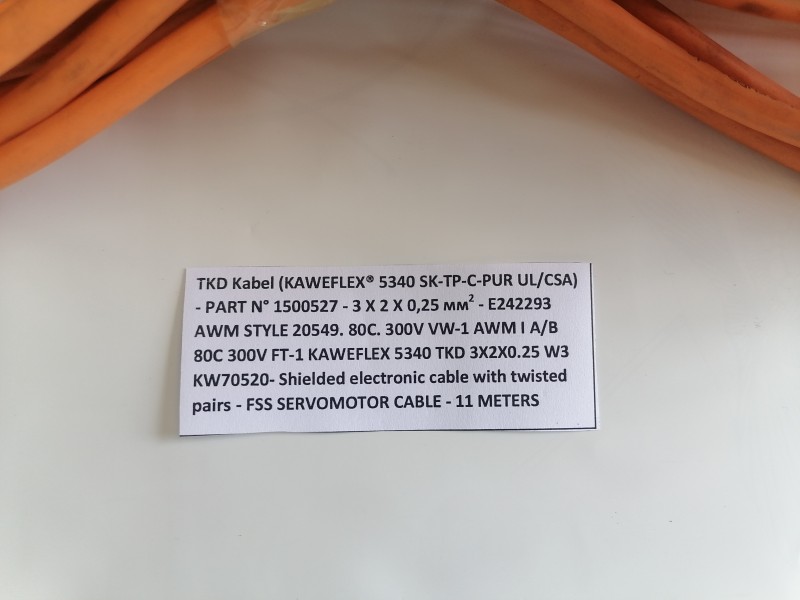 TKD Kabel (KAWEFLEX® 5340 SK-TP-C-PUR UL/CSA)
- PART N° 1500527 - 3 X 2 X 0,25 мм² - E242293
AWM STYLE 20549. 80C. 300V VW-1 AWM I A/B
80C 300V FT-1 KAWEFLEX 5340 TKD 3X2X0.25 W3
KW70520- Shielded electronic cable with twisted
pairs - FSS SERVOMOTOR CABLE - 11 METERS